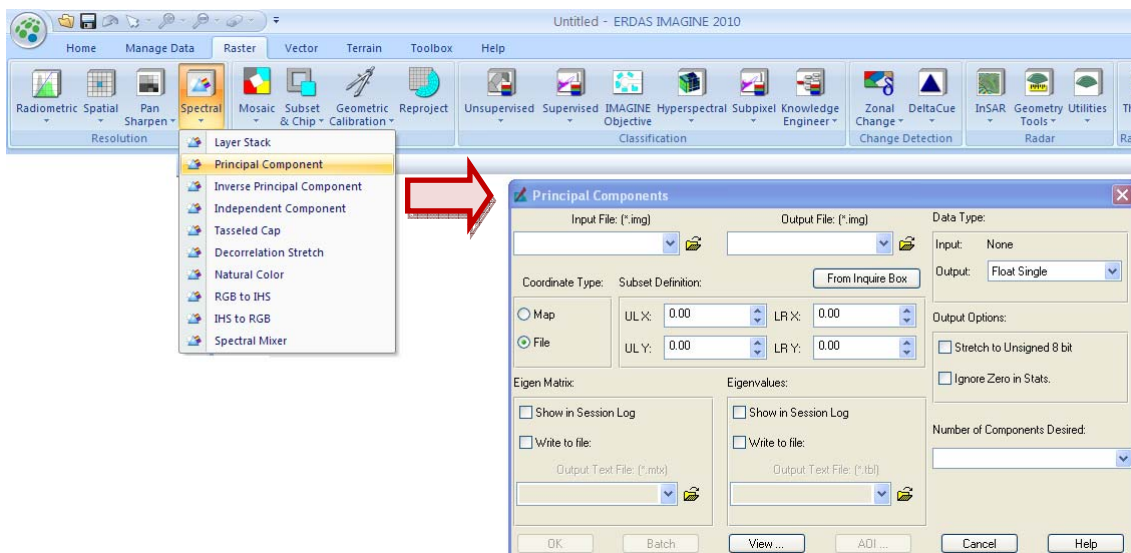 Untitled - ERDAS IMAGINE 2010
Home Manage Data Raster Vector Terrain Toolbox Help
Radiometric Spatial Pan Sharpen Spectral Mosaic Subset & Chip Geometric Calibration Reproject Unsupervised Supervised IMAGINE Objective Hyperspectral Subpixel Knowledge Engineer Zonal Change DeltaCue InSAR Geometry Tools Utilities Th
Resolution Classification Change Detection Radar Ra
Layer Stack
Principal Component
Inverse Principal Component
Independent Component
Tasseled Cap
Decorrelation Stretch
Natural Color
RGB to IHS
IHS to RGB
Spectral Mixer
Principal Components
Input File: (*.img) Output File: (*.img) Data Type:
Input: None
Output: Float Single
Coordinate Type: Subset Definition: From Inquire Box
Map ULX: 0.00 LRX: 0.00
File ULY: 0.00 LRY: 0.00
Output Options:
Stretch to Unsigned 8 bit
Ignore Zero in Stats.
Eigen Matrix: Eigenvalues:
Show in Session Log Show in Session Log
Write to file: Write to file:
Number of Components Desired:
Output Text File: (*.mtx) Output Text File: (*.tbl)
OK Batch View ... AOI ... Cancel Help